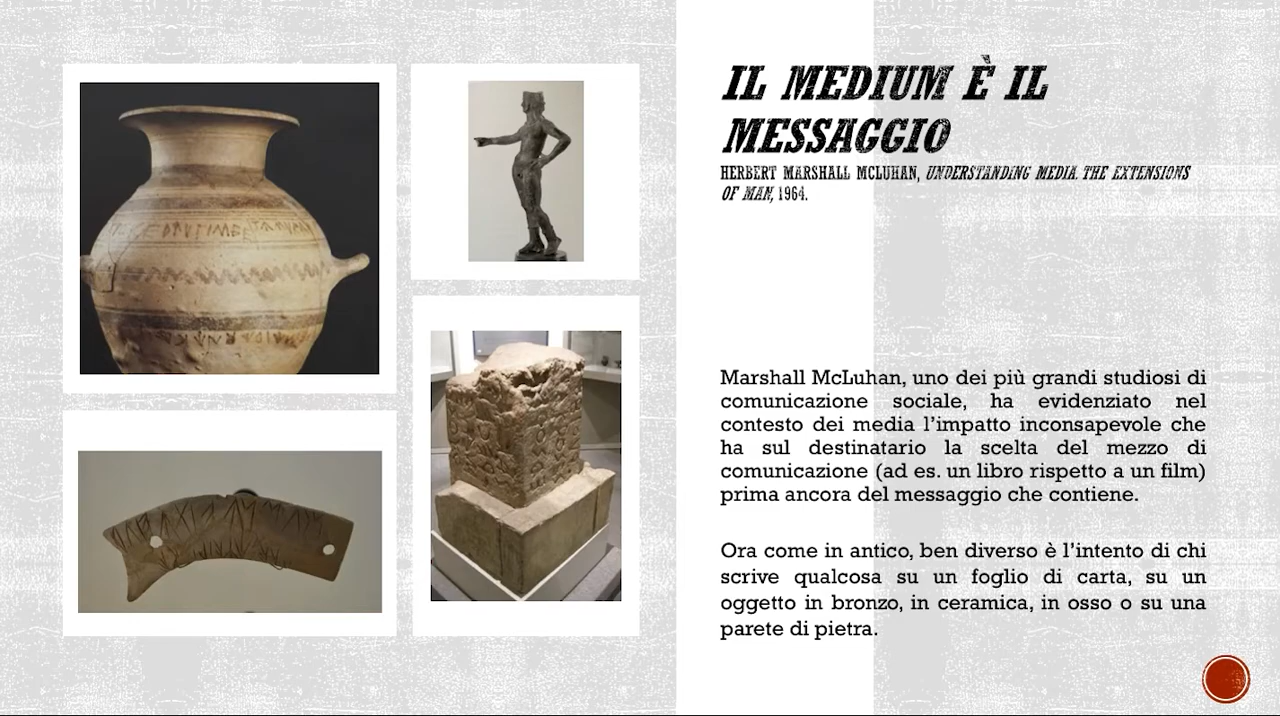 IL MEDIUM È IL
MESSAGGIO
HERBERT MARSHALL MCLUHAN, UNDERSTANDING MEDIA. THE EXTENSIONS
OF MAN, 1964.
Marshall McLuhan, uno dei più grandi studiosi di
comunicazione sociale, ha evidenziato nel
contesto dei media l’impatto inconsapevole che
ha sul destinatario la scelta del mezzo di
comunicazione (ad es. un libro rispetto a un film)
prima ancora del messaggio che contiene.
Ora come in antico, ben diverso è l’intento di chi
scrive qualcosa su un foglio di carta, su un
oggetto in bronzo, in ceramica, in osso o su una
parete di pietra.